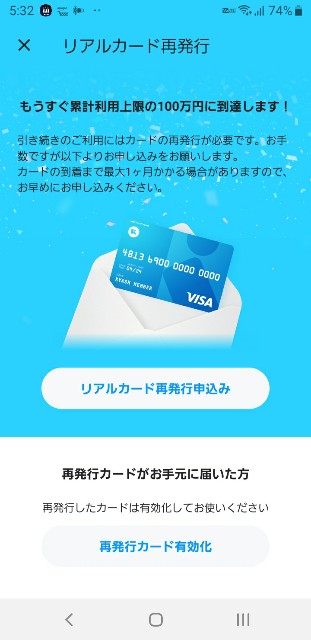 5:32
74%
リアルカード再発行
もうすぐ累計利用上限の100万円に到達します！
引き続きのご利用にはカードの再発行が必要です。お手
数ですが以下よりお申し込みをお願いします。
カードの到着まで最大1ヶ月かかる場合がありますので、
お早めにお申し込みください。
4813 6900 0000 0000
09/09
KYASH MEMBER
VISA
リアルカード再発行申込み
再発行カードがお手元に届いた方
再発行したカードは有効化してお使いください
再発行カード有効化